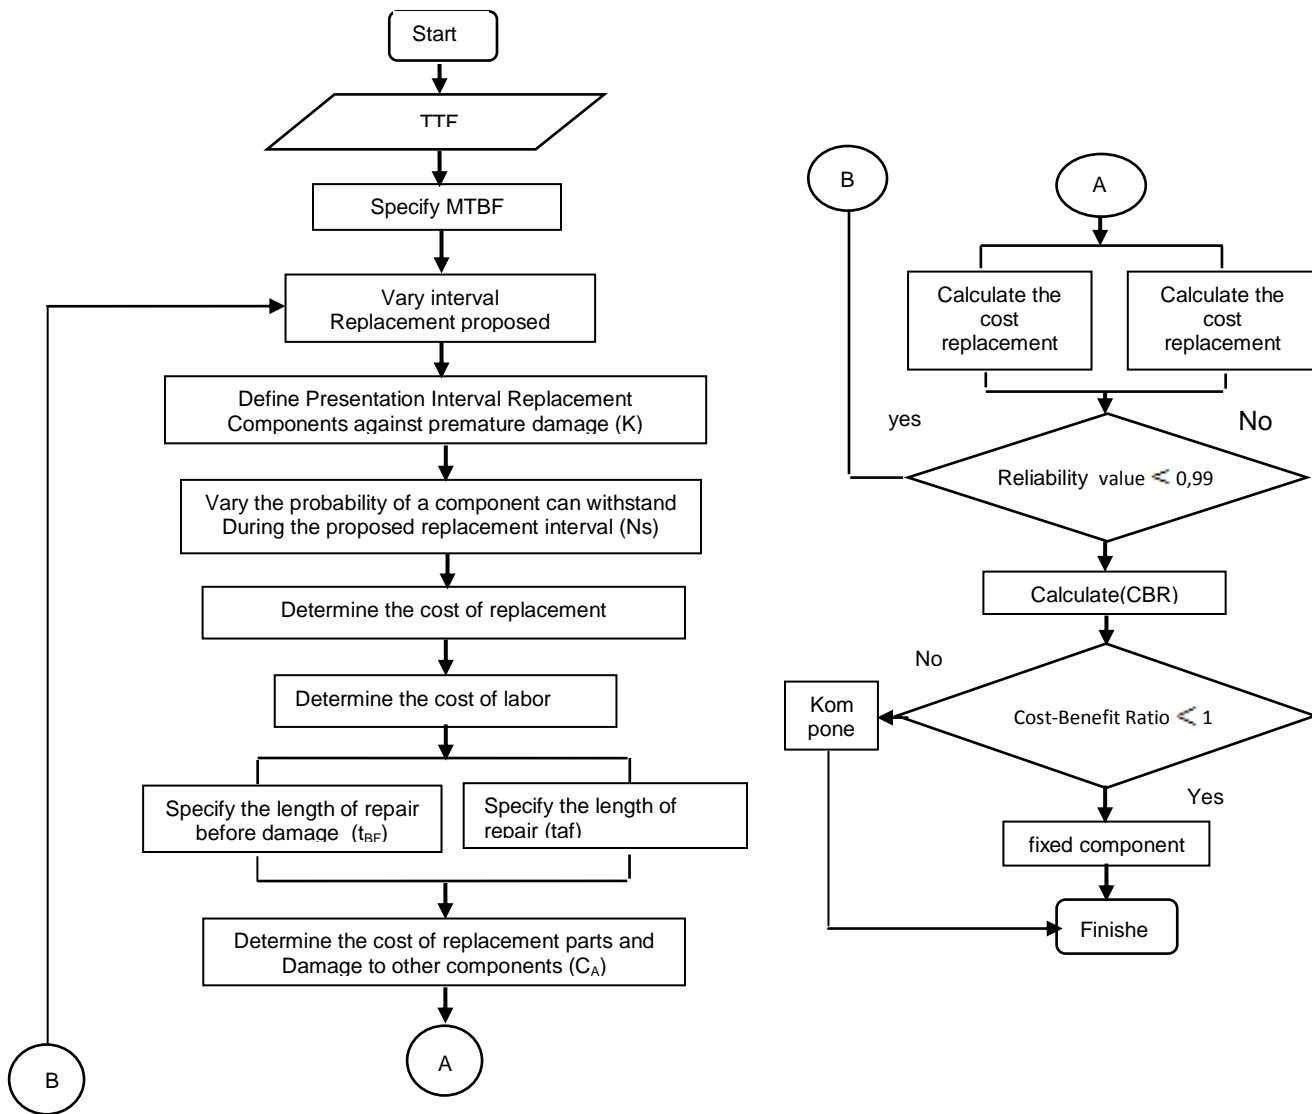 Start
TTF
Specify MTBF
Vary interval
Replacement proposed
Define Presentation Interval Replacement
Components against premature damage (K)
Vary the probability of a component can withstand
During the proposed replacement interval (Ns)
Determine the cost of replacement
Determine the cost of labor
Specify the length of repair
before damage (tBF)
Specify the length of
repair (taf)
Determine the cost of replacement parts and
Damage to other components (CA)
A
B
B
A
Calculate the
cost
replacement
Calculate the
cost
replacement
yes
No
Reliability value < 0,99
Calculate(CBR)
No
Kom
pone
Cost-Benefit Ratio < 1
Yes
fixed component
Finishe